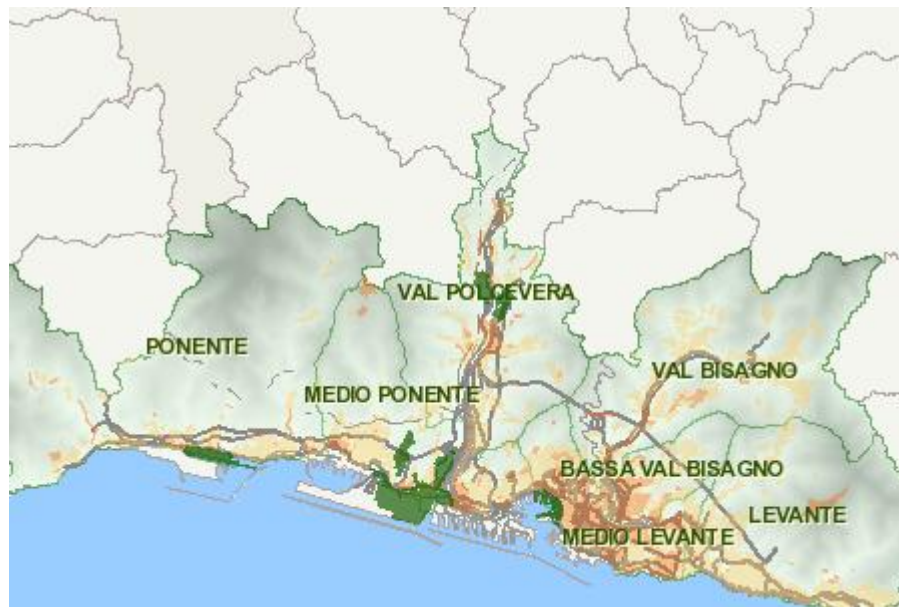 VAL POLCEVERA
PONENTE
VAL BISAGNO
MEDIO PONENTE
BASSA VAL BISAGNO
LEVANTE
MEDIO LEVANTE